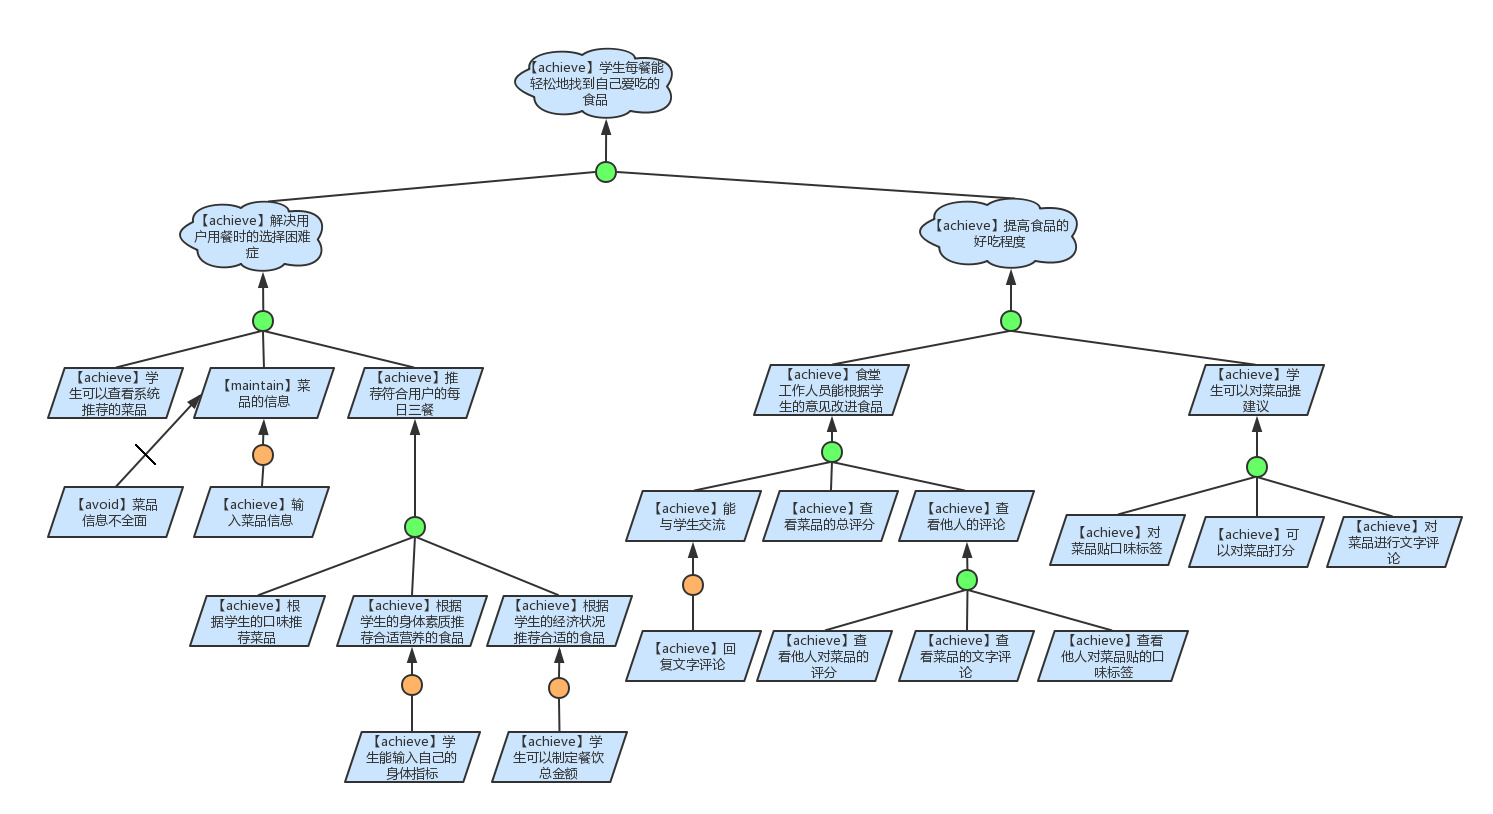 【achieve】学生每餐能
轻松地找到自己爱吃的
食品
【achieve】解决用
户用餐时的选择困难
症
【achieve】提高食品的
好吃程度
【achieve】学
生可以查看系统
推荐的菜品
【maintain】菜
品的信息
【achieve】推
荐符合用户的每
日三餐
【achieve】食堂
工作人员能根据学
生的意见改进食品
【achieve】学
生可以对菜品提
建议
【avoid】菜品
信息不全面
【achieve】输
入菜品信息
【achieve】能
与学生交流
【achieve】查
看菜品的总评分
【achieve】查
看他人的评论
【achieve】对
菜品贴口味标签
【achieve】可
以对菜品打分
【achieve】对
菜品进行文字评
论
【achieve】根
据学生的口味推
荐菜品
【achieve】根据
学生的身体素质推
荐合适营养的食品
【achieve】根据
学生的经济状况
推荐合适的食品
【achieve】回
复文字评论
【achieve】查
看他人对菜品的
评分
【achieve】查
看菜品的文字评
论
【achieve】查看
他人对菜品贴的口
味标签
【achieve】学
生能输入自己的
身体指标
【achieve】学
生可以制定餐饮
总金额